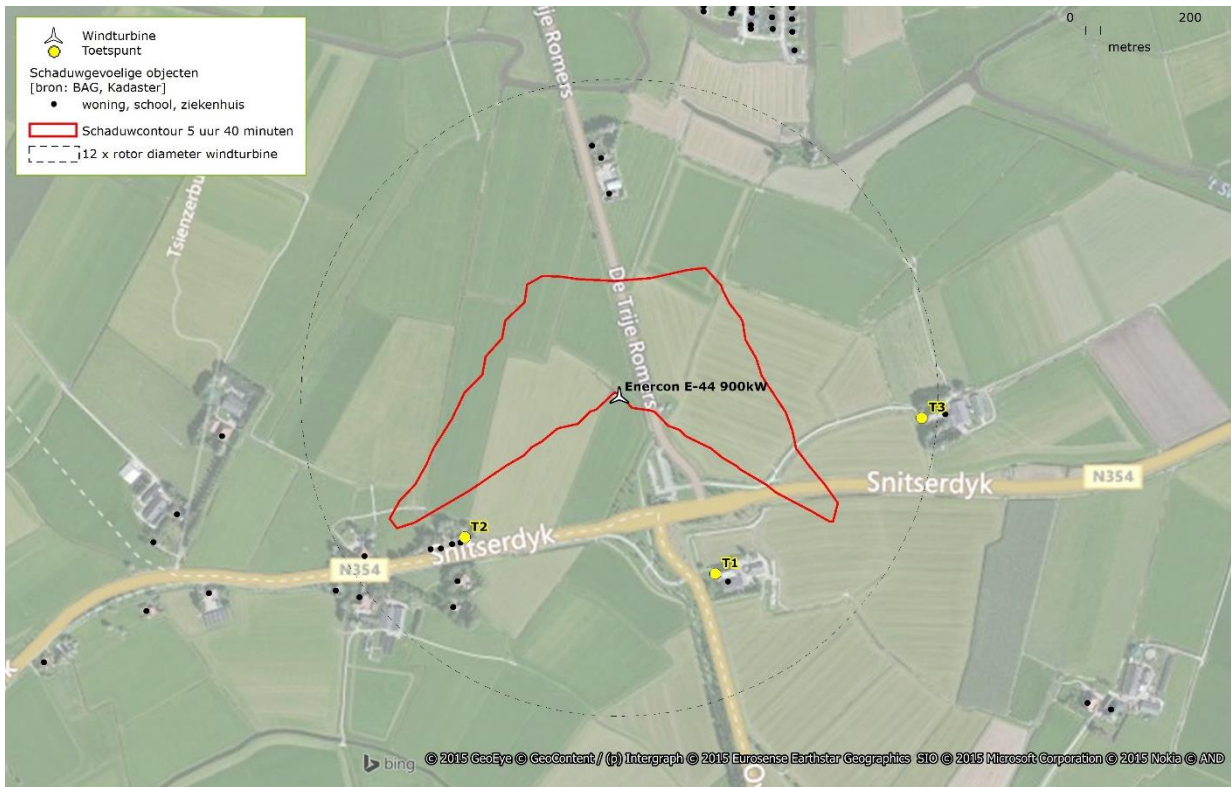 Windturbine
Toetspunt
Schaduwgevoelige objecten
[bron: BAG, Kadaster]
woning, school, ziekenhuis
Schaduwcontour 5 uur 40 minuten
12 x rotor diameter windturbine
0 200
metres
ije Romers
Tsienzerbu
De Trije Romers
Enercon E-44 900kW
T3
Snitserdyk
N354
T2
Snitserdyk
T1
N354
bing
© 2015 GeoEye © GeoContent / (p) Intergraph © 2015 Eurosense Earthstar Geographics SIO © 2015 Microsoft Corporation © 2015 Nokia © AND